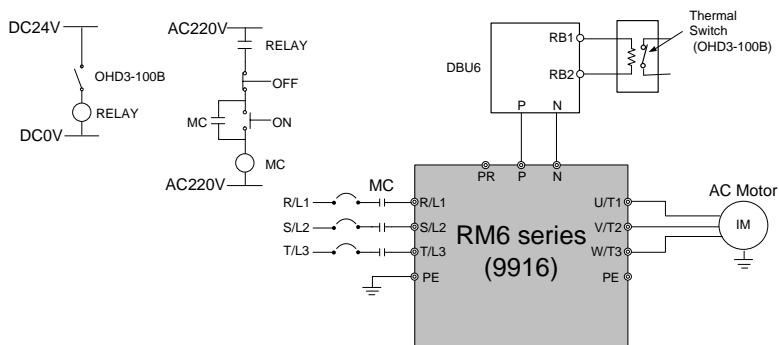 DC24V
OHD3-100B
RELAY
DC0V
AC220V
RELAY
OFF
MC
ON
MC
AC220V
RB1
RB2
DBU6
P
N
Thermal
Switch
(OHD3-100B)
PR
P
N
MC
R/L1
S/L2
T/L3
R/L1
S/L2
T/L3
PE
RM6 series
(9916)
U/T1
V/T2
W/T3
PE
AC Motor
IM